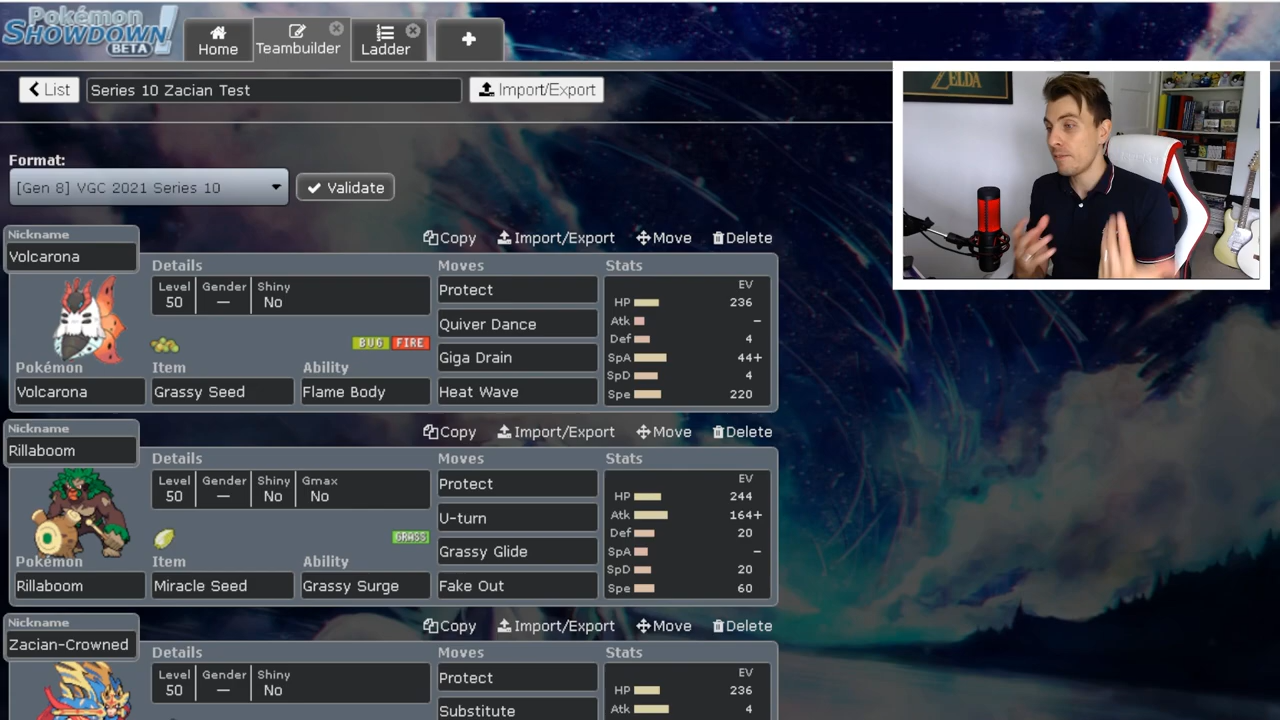 Pokémon
SHOWDOWN!
BETA
Home
Teambuilder
Ladder
+
List
Series 10 Zacian Test
Import/Export
ZELDA
Format:
[Gen 8] VGC 2021 Series 10
Validate
Nickname
Volcarona
Copy Import/Export Move Delete
Details Moves Stats
Level Gender Shiny
50 — No
Protect
Quiver Dance
Giga Drain
Heat Wave
EV
HP 236
Atk –
Def 4
SpA 44+
SpD 4
Spe 220
BUG FIRE
Pokémon Item Ability
Volcarona Grassy Seed Flame Body
Nickname
Rillaboom
Copy Import/Export Move Delete
Details Moves Stats
Level Gender Shiny Gmax
50 — No No
Protect
U-turn
Grassy Glide
Fake Out
EV
HP 244
Atk 164+
Def 20
SpA –
SpD 20
Spe 60
GRASS
Pokémon Item Ability
Rillaboom Miracle Seed Grassy Surge
Nickname
Zacian-Crowned
Copy Import/Export Move Delete
Details Moves Stats
Level Gender Shiny
50 — No
Protect
Substitute
EV
HP 236
Atk 4